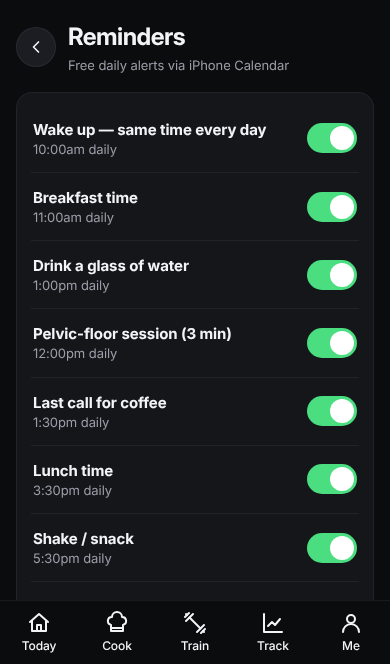 Reminders
Free daily alerts via iPhone Calendar
Wake up — same time every day
10:00am daily
Breakfast time
11:00am daily
Drink a glass of water
1:00pm daily
Pelvic-floor session (3 min)
12:00pm daily
Last call for coffee
1:30pm daily
Lunch time
3:30pm daily
Shake / snack
5:30pm daily
Today
Cook
Train
Track
Me